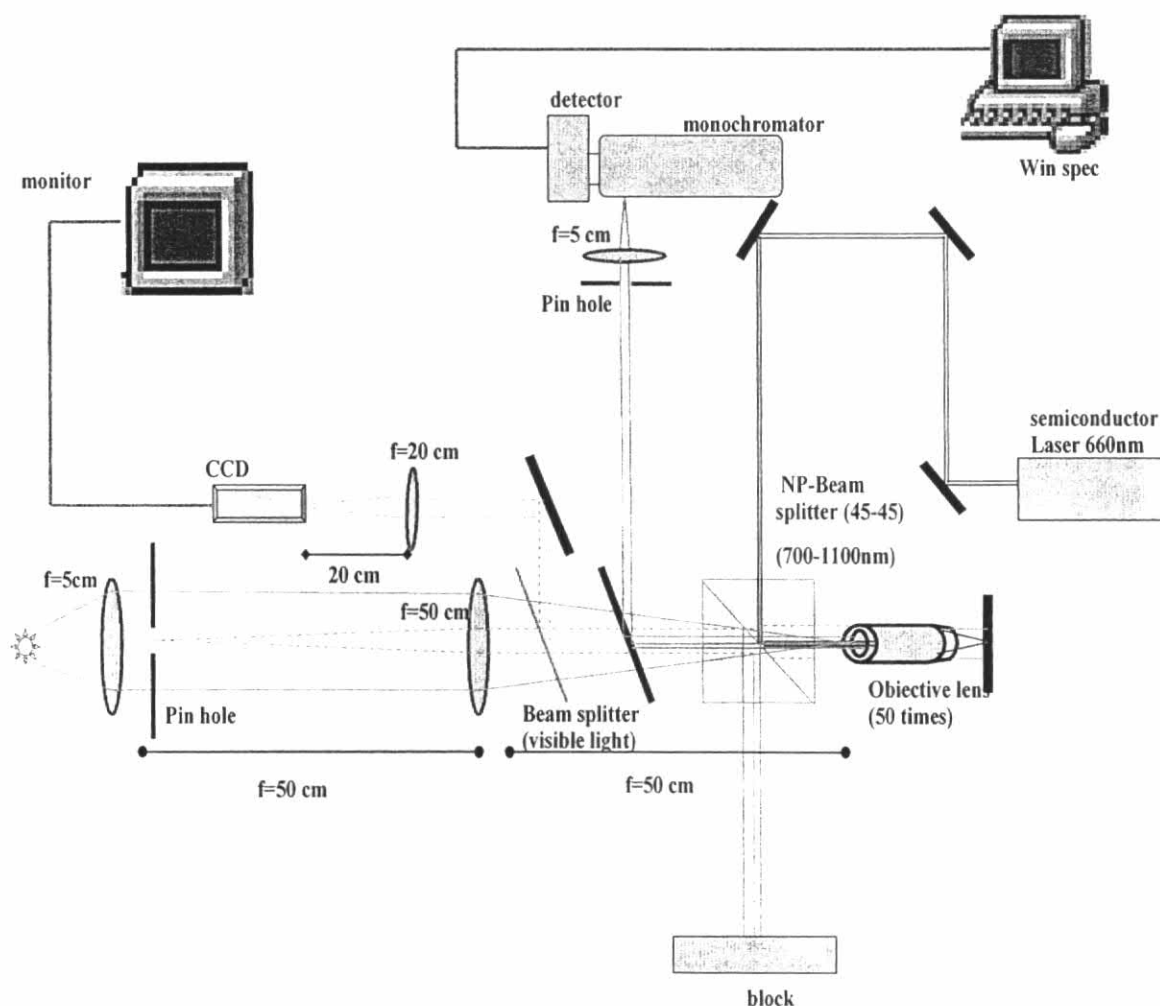 detector
monochromator
Win spec
monitor
f=5 cm
Pin hole
semiconductor
Laser 660nm
f=20 cm
CCD
NP-Beam
splitter (45-45)
(700-1100nm)
20 cm
f=5cm
f=50 cm
Pin hole
Beam splitter
(visible light)
Obiective lens
(50 times)
f=50 cm
f=50 cm
block